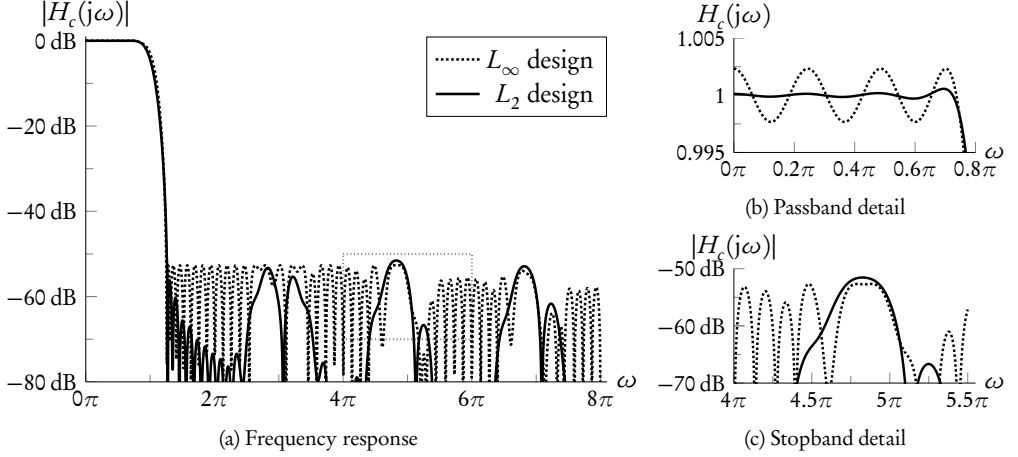 |H_c(jω)|
0 dB
−20 dB
−40 dB
−60 dB
−80 dB
0π
2π
4π
6π
8π
ω
L_∞ design
L_2 design
(a) Frequency response
H_c(jω)
1.005
1
0.995
0π
0.2π
0.4π
0.6π
0.8π
ω
(b) Passband detail
|H_c(jω)|
−50 dB
−60 dB
−70 dB
4π
4.5π
5π
5.5π
ω
(c) Stopband detail